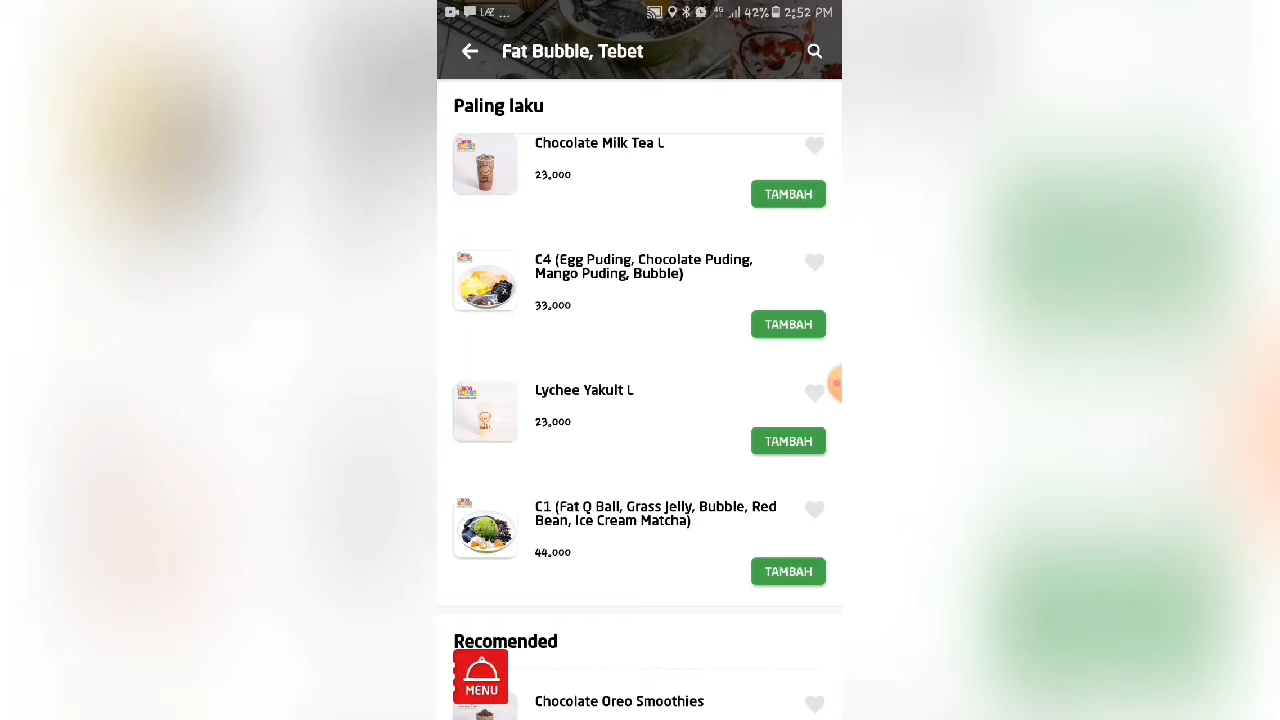 LAZ ...
4G
42%
2:52 PM
Fat Bubble, Tebet
Paling laku
Chocolate Milk Tea L
23,000
TAMBAH
C4 (Egg Puding, Chocolate Puding,
Mango Puding, Bubble)
33,000
TAMBAH
Lychee Yakult L
23,000
TAMBAH
C1 (Fat Q Ball, Grass Jelly, Bubble, Red
Bean, Ice Cream Matcha)
44,000
TAMBAH
Recomended
MENU
Chocolate Oreo Smoothies